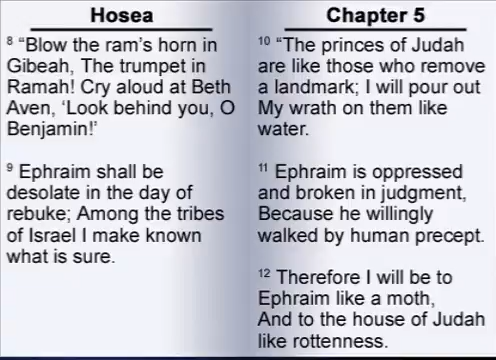 Hosea
⁸ “Blow the ram’s horn in
Gibeah, The trumpet in
Ramah! Cry aloud at Beth
Aven, ‘Look behind you, O
Benjamin!’
⁹ Ephraim shall be
desolate in the day of
rebuke; Among the tribes
of Israel I make known
what is sure.
Chapter 5
¹⁰ “The princes of Judah
are like those who remove
a landmark; I will pour out
My wrath on them like
water.
¹¹ Ephraim is oppressed
and broken in judgment,
Because he willingly
walked by human precept.
¹² Therefore I will be to
Ephraim like a moth,
And to the house of Judah
like rottenness.